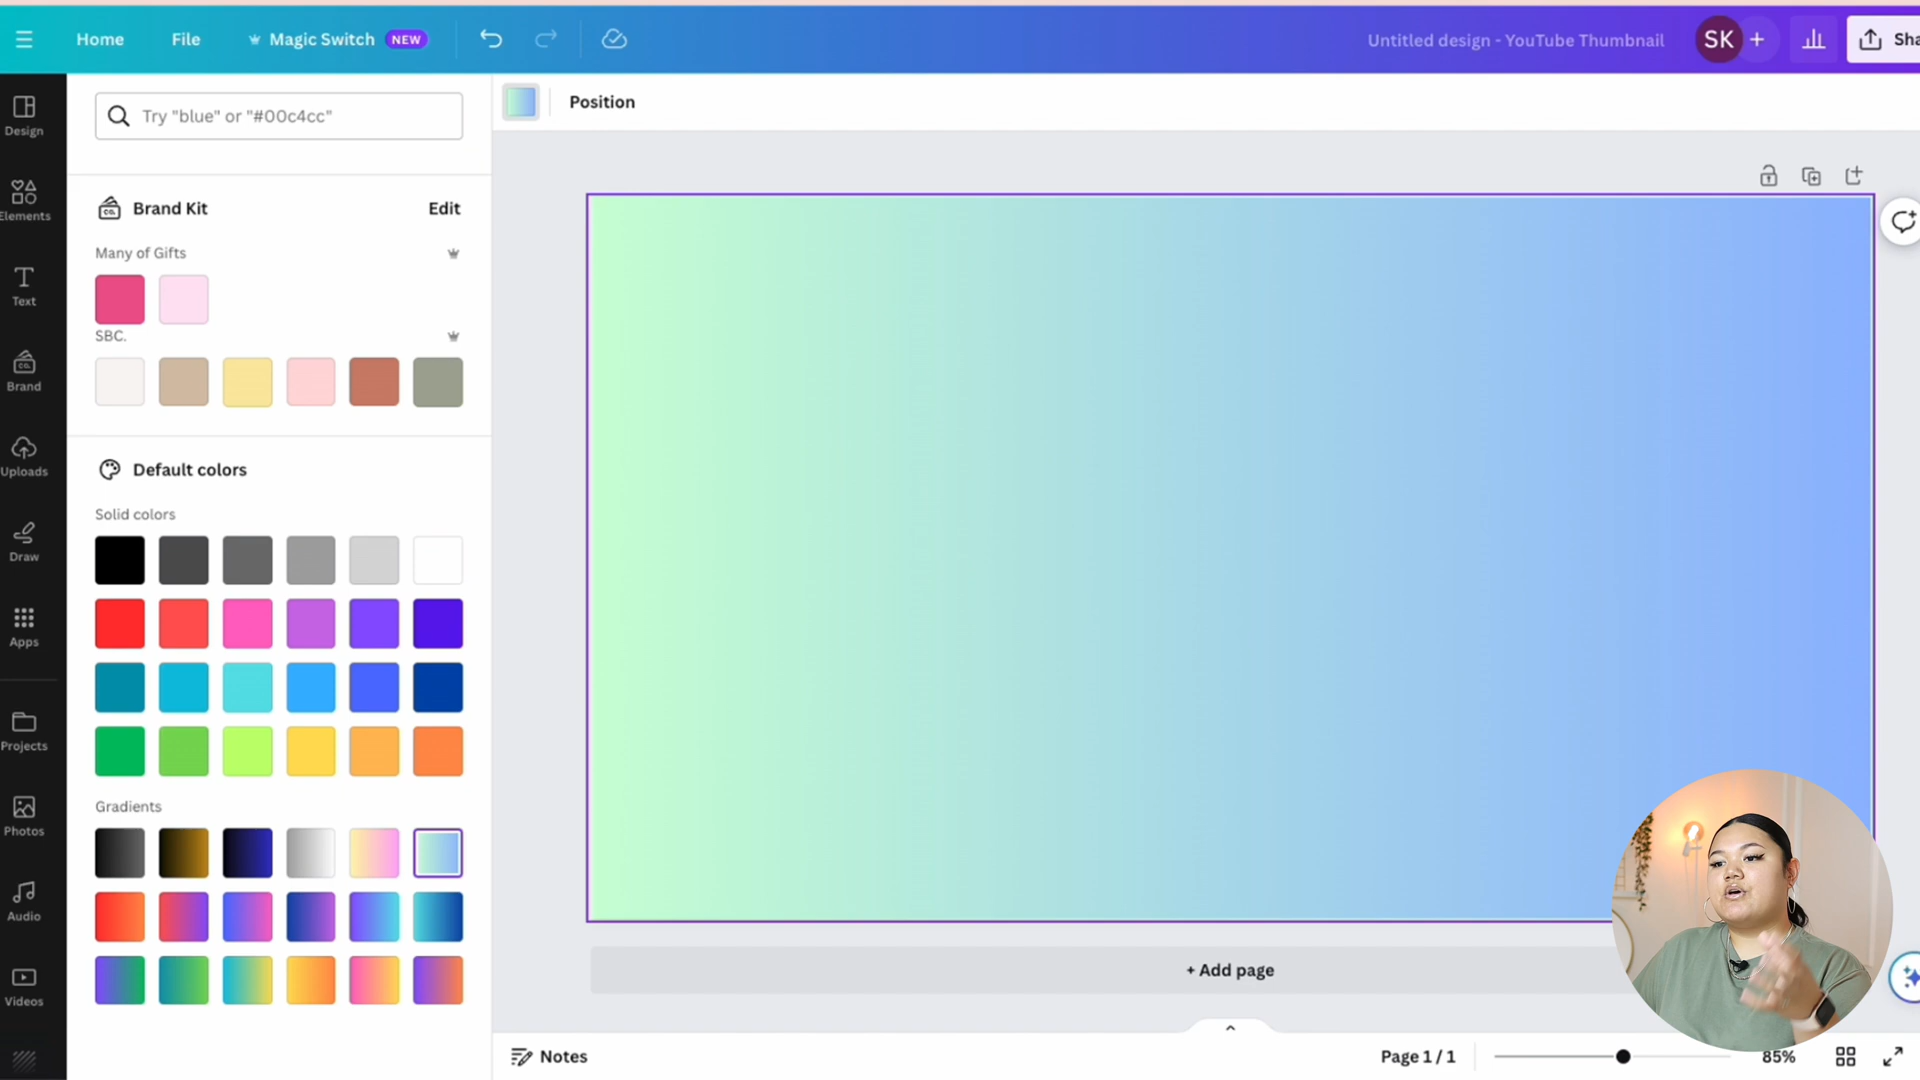 Home
File
Magic Switch
NEW
Untitled design - YouTube Thumbnail
SK
Sha
Design
Elements
Text
Brand
Uploads
Draw
Apps
Projects
Photos
Audio
Videos
Try "blue" or "#00c4cc"
Brand Kit
Edit
Many of Gifts
SBC.
Default colors
Solid colors
Gradients
Position
+ Add page
Notes
Page 1 / 1
85%